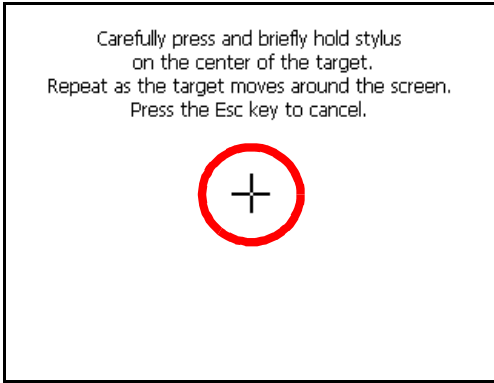 Carefully press and briefly hold stylus
on the center of the target.
Repeat as the target moves around the screen.
Press the Esc key to cancel.